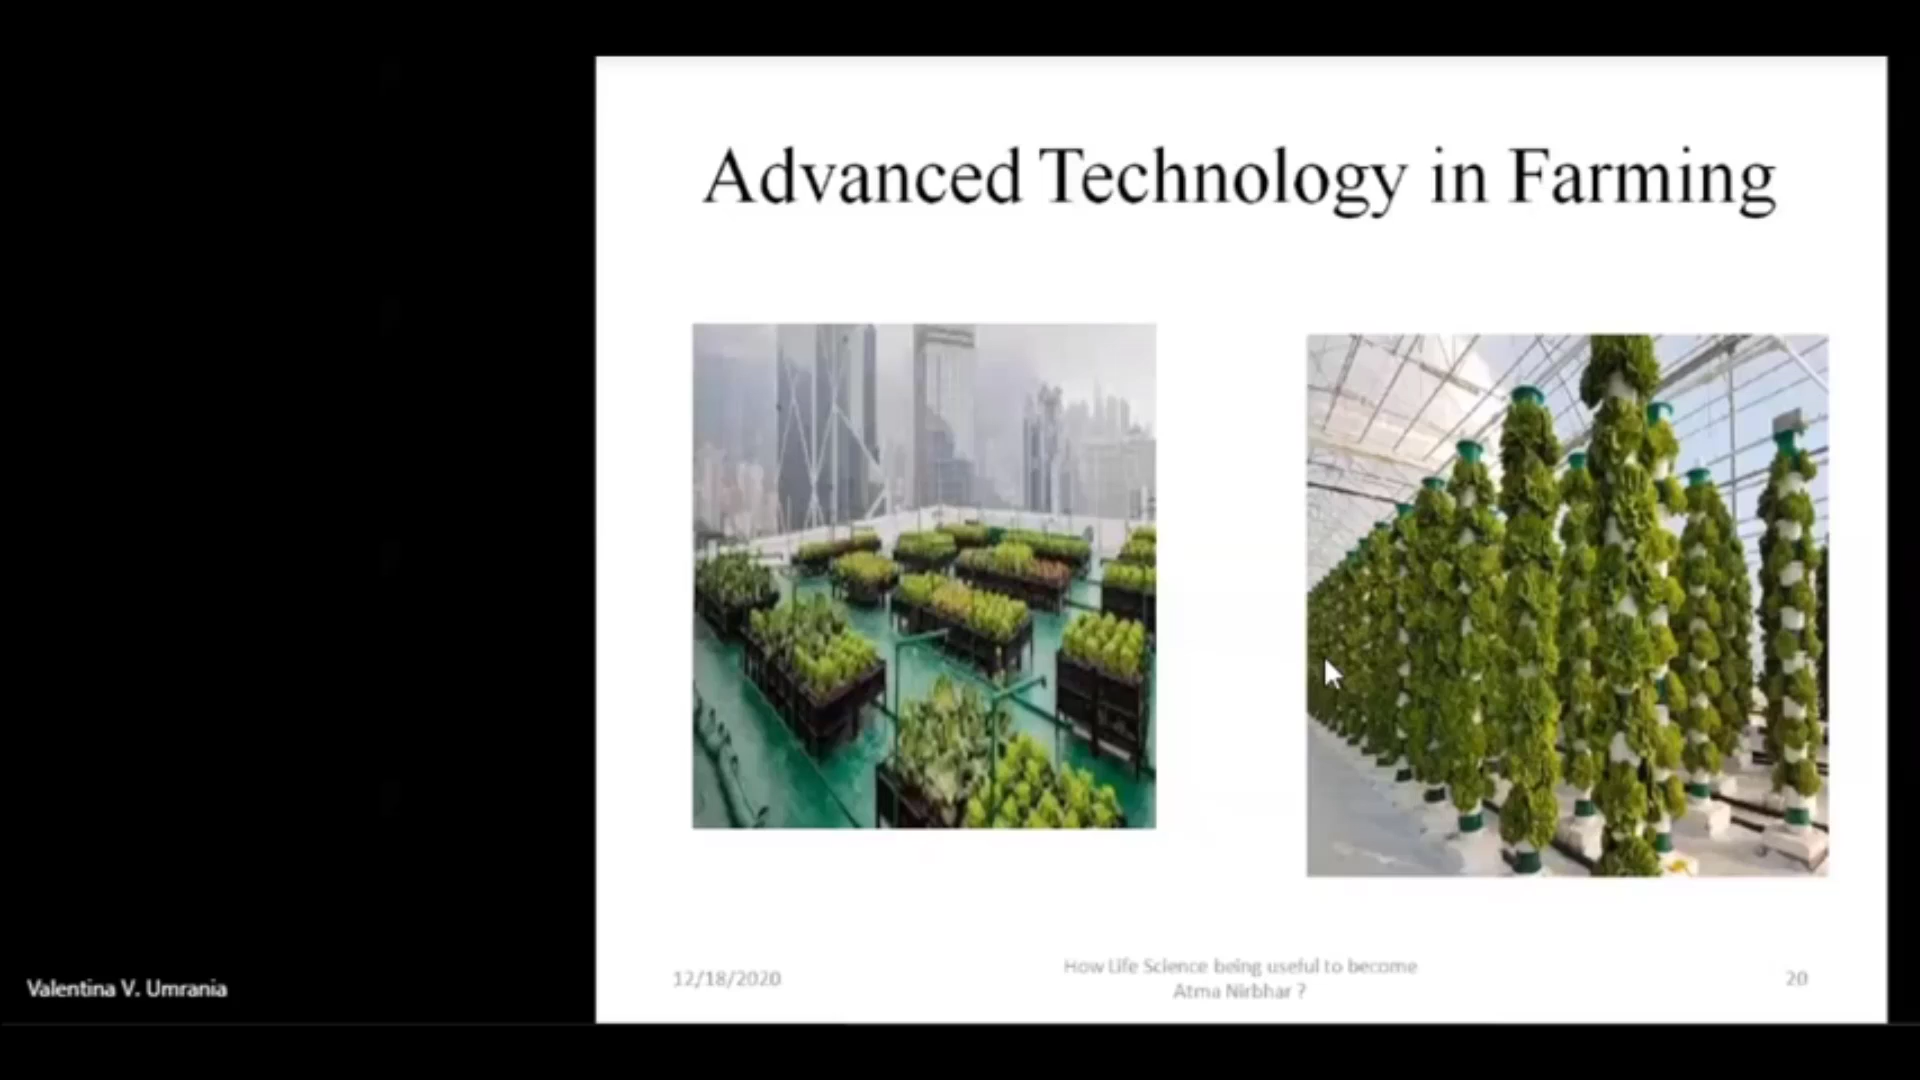 Advanced Technology in Farming
Valentina V. Umrania
12/18/2020
How Life Science being useful to become
Atma Nirbhar ?
20